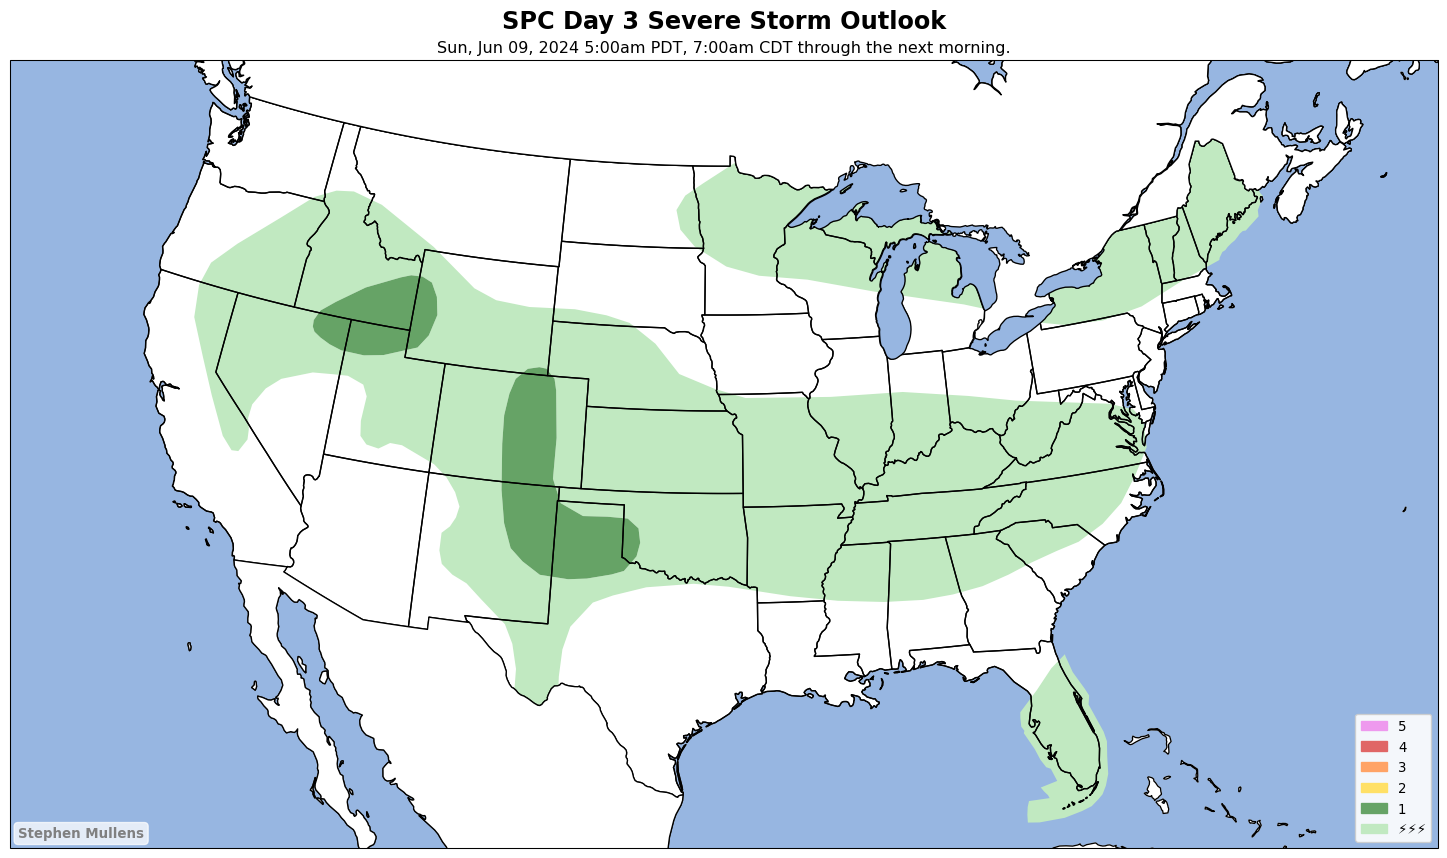 SPC Day 3 Severe Storm Outlook
Sun, Jun 09, 2024 5:00am PDT, 7:00am CDT through the next morning.
5
4
3
2
1
⚡⚡⚡
Stephen Mullens